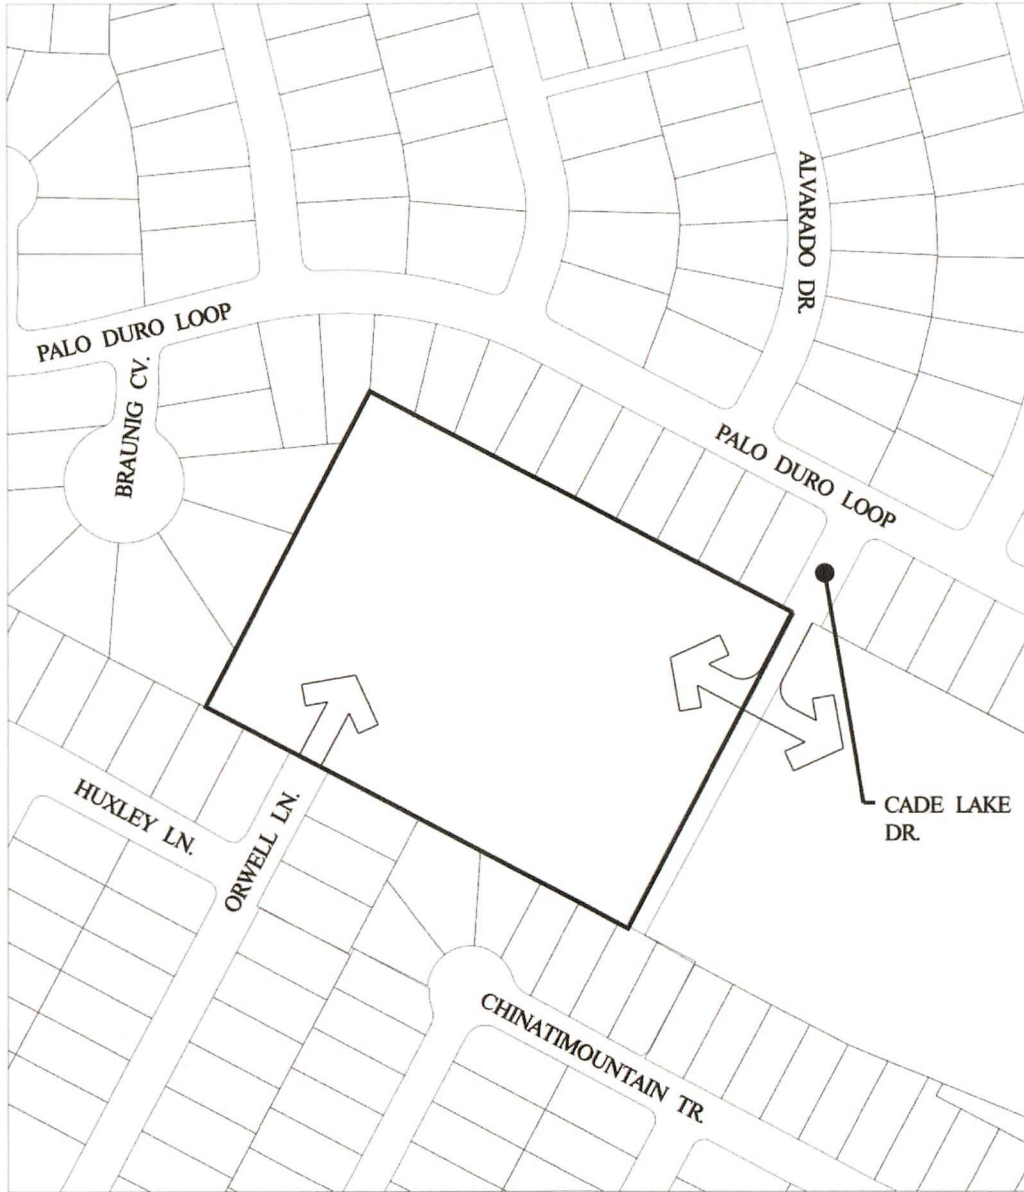 ALVARADO DR.
PALO DURO LOOP
BRAUNIG CV.
PALO DURO LOOP
HUXLEY LN.
ORWELL LN.
CADE LAKE
DR.
CHINATIMOUNTAIN TR.